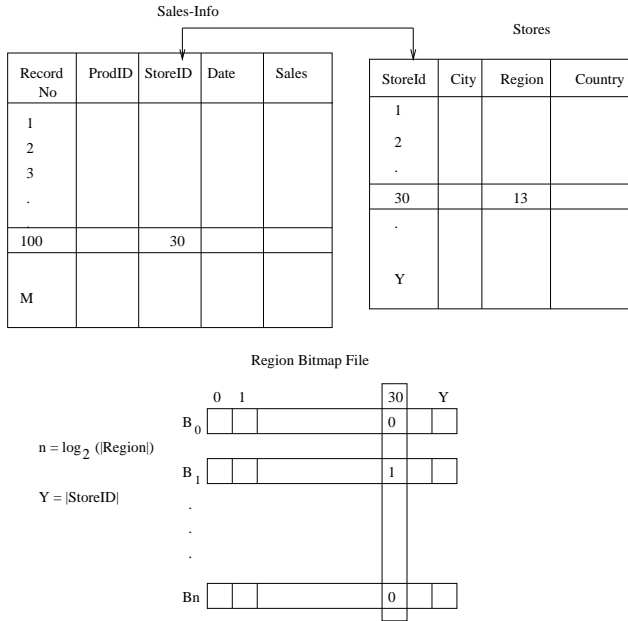 Sales-Info
Stores
Record No ProdID StoreID Date Sales
1
2
3
.
.
100 30
M
StoreId City Region Country
1
2
.
30 13
.
Y
Region Bitmap File
0 1 30 Y
B0 0
n = log2 (|Region|)
B1 1
Y = |StoreID|
.
.
.
Bn 0